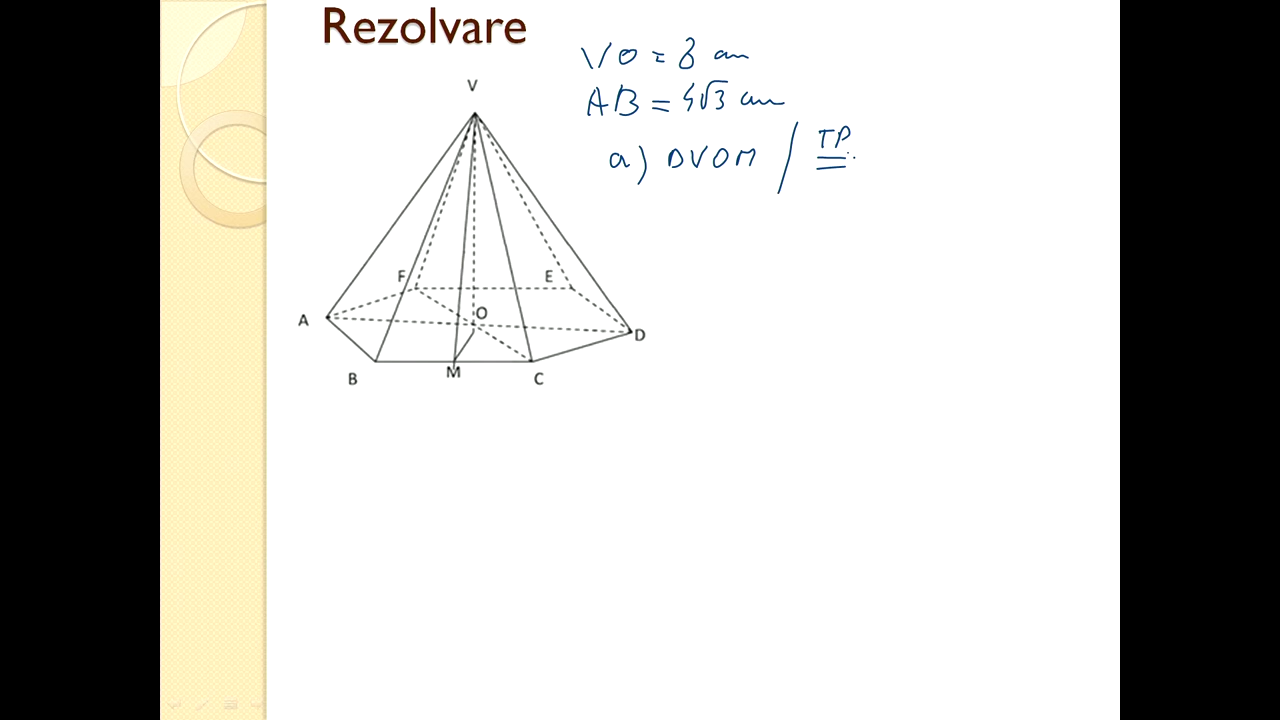 Rezolvare
VO = 8 cm
AB = 4√3 cm
a) ΔVOM / TP
=
V
F
E
A
O
D
B
M
C